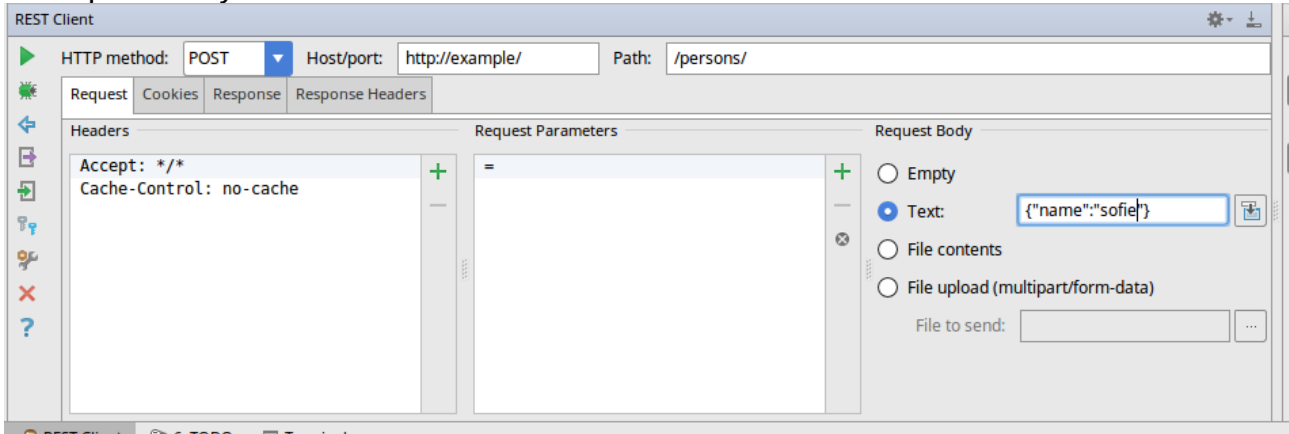 REST Client
HTTP method: POST Host/port: http://example/ Path: /persons/
Request Cookies Response Response Headers
Headers Request Parameters Request Body
Accept: */*
Cache-Control: no-cache
=
Empty
Text: {"name":"sofie"}
File contents
File upload (multipart/form-data)
File to send: ...